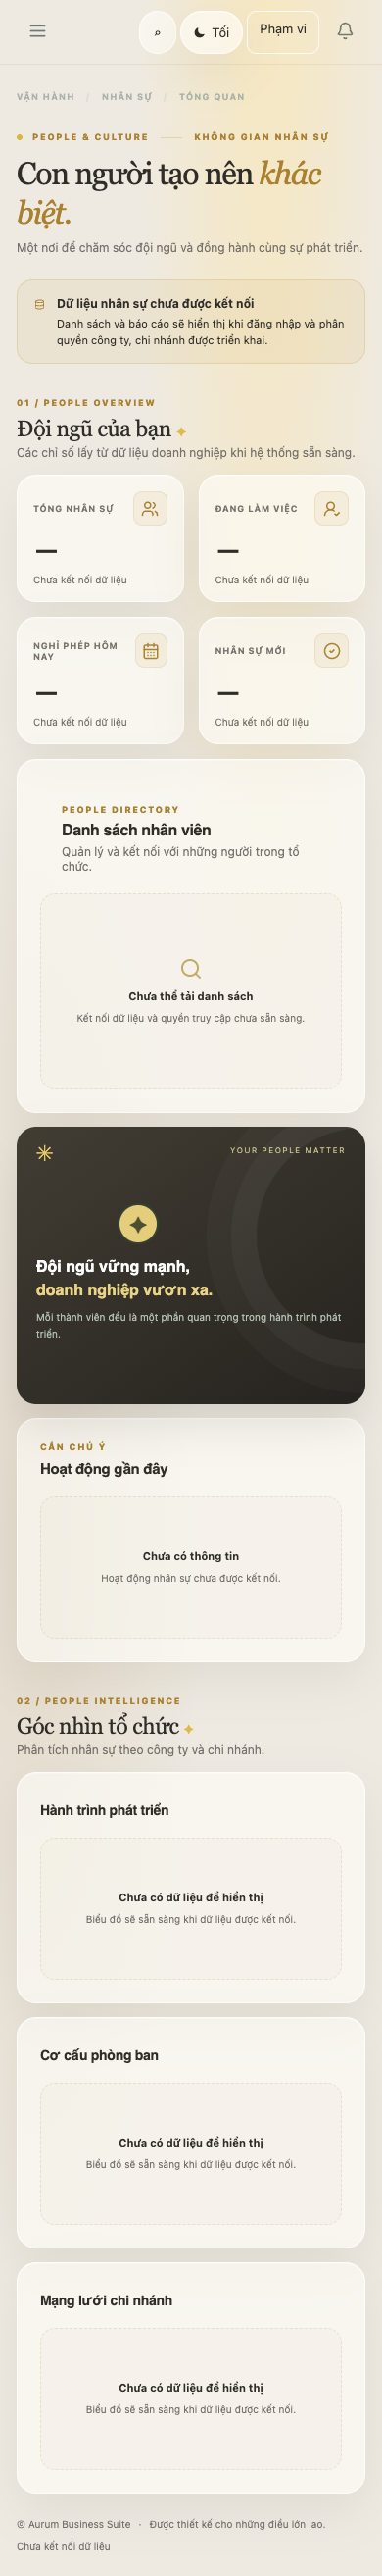 Tối
Phạm vi
VẬN HÀNH / NHÂN SỰ / TỔNG QUAN
PEOPLE & CULTURE — KHÔNG GIAN NHÂN SỰ
Con người tạo nên khác
biệt.
Một nơi để chăm sóc đội ngũ và đồng hành cùng sự phát triển.
Dữ liệu nhân sự chưa được kết nối
Danh sách và báo cáo sẽ hiển thị khi đăng nhập và phân
quyền công ty, chi nhánh được triển khai.
01 / PEOPLE OVERVIEW
Đội ngũ của bạn
Các chỉ số lấy từ dữ liệu doanh nghiệp khi hệ thống sẵn sàng.
TỔNG NHÂN SỰ
—
Chưa kết nối dữ liệu
ĐANG LÀM VIỆC
—
Chưa kết nối dữ liệu
NGHỈ PHÉP HÔM
NAY
—
Chưa kết nối dữ liệu
NHÂN SỰ MỚI
—
Chưa kết nối dữ liệu
PEOPLE DIRECTORY
Danh sách nhân viên
Quản lý và kết nối với những người trong tổ
chức.
Chưa thể tải danh sách
Kết nối dữ liệu và quyền truy cập chưa sẵn sàng.
YOUR PEOPLE MATTER
Đội ngũ vững mạnh,
doanh nghiệp vươn xa.
Mỗi thành viên đều là một phần quan trọng trong hành trình phát
triển.
CẦN CHÚ Ý
Hoạt động gần đây
Chưa có thông tin
Hoạt động nhân sự chưa được kết nối.
02 / PEOPLE INTELLIGENCE
Góc nhìn tổ chức
Phân tích nhân sự theo công ty và chi nhánh.
Hành trình phát triển
Chưa có dữ liệu để hiển thị
Biểu đồ sẽ sẵn sàng khi dữ liệu được kết nối.
Cơ cấu phòng ban
Chưa có dữ liệu để hiển thị
Biểu đồ sẽ sẵn sàng khi dữ liệu được kết nối.
Mạng lưới chi nhánh
Chưa có dữ liệu để hiển thị
Biểu đồ sẽ sẵn sàng khi dữ liệu được kết nối.
© Aurum Business Suite · Được thiết kế cho những điều lớn lao.
Chưa kết nối dữ liệu